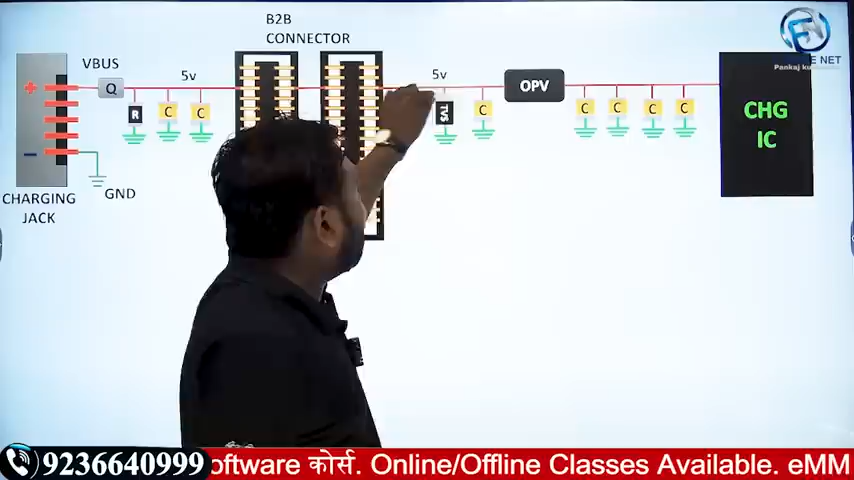 B2B
CONNECTOR
VBUS
5v
5v
Q
R
C
C
TVS
C
OPV
C
C
C
C
CHG
IC
GND
CHARGING
JACK
NET
9236640999
oftware कोर्स. Online/Offline Classes Available. eMM